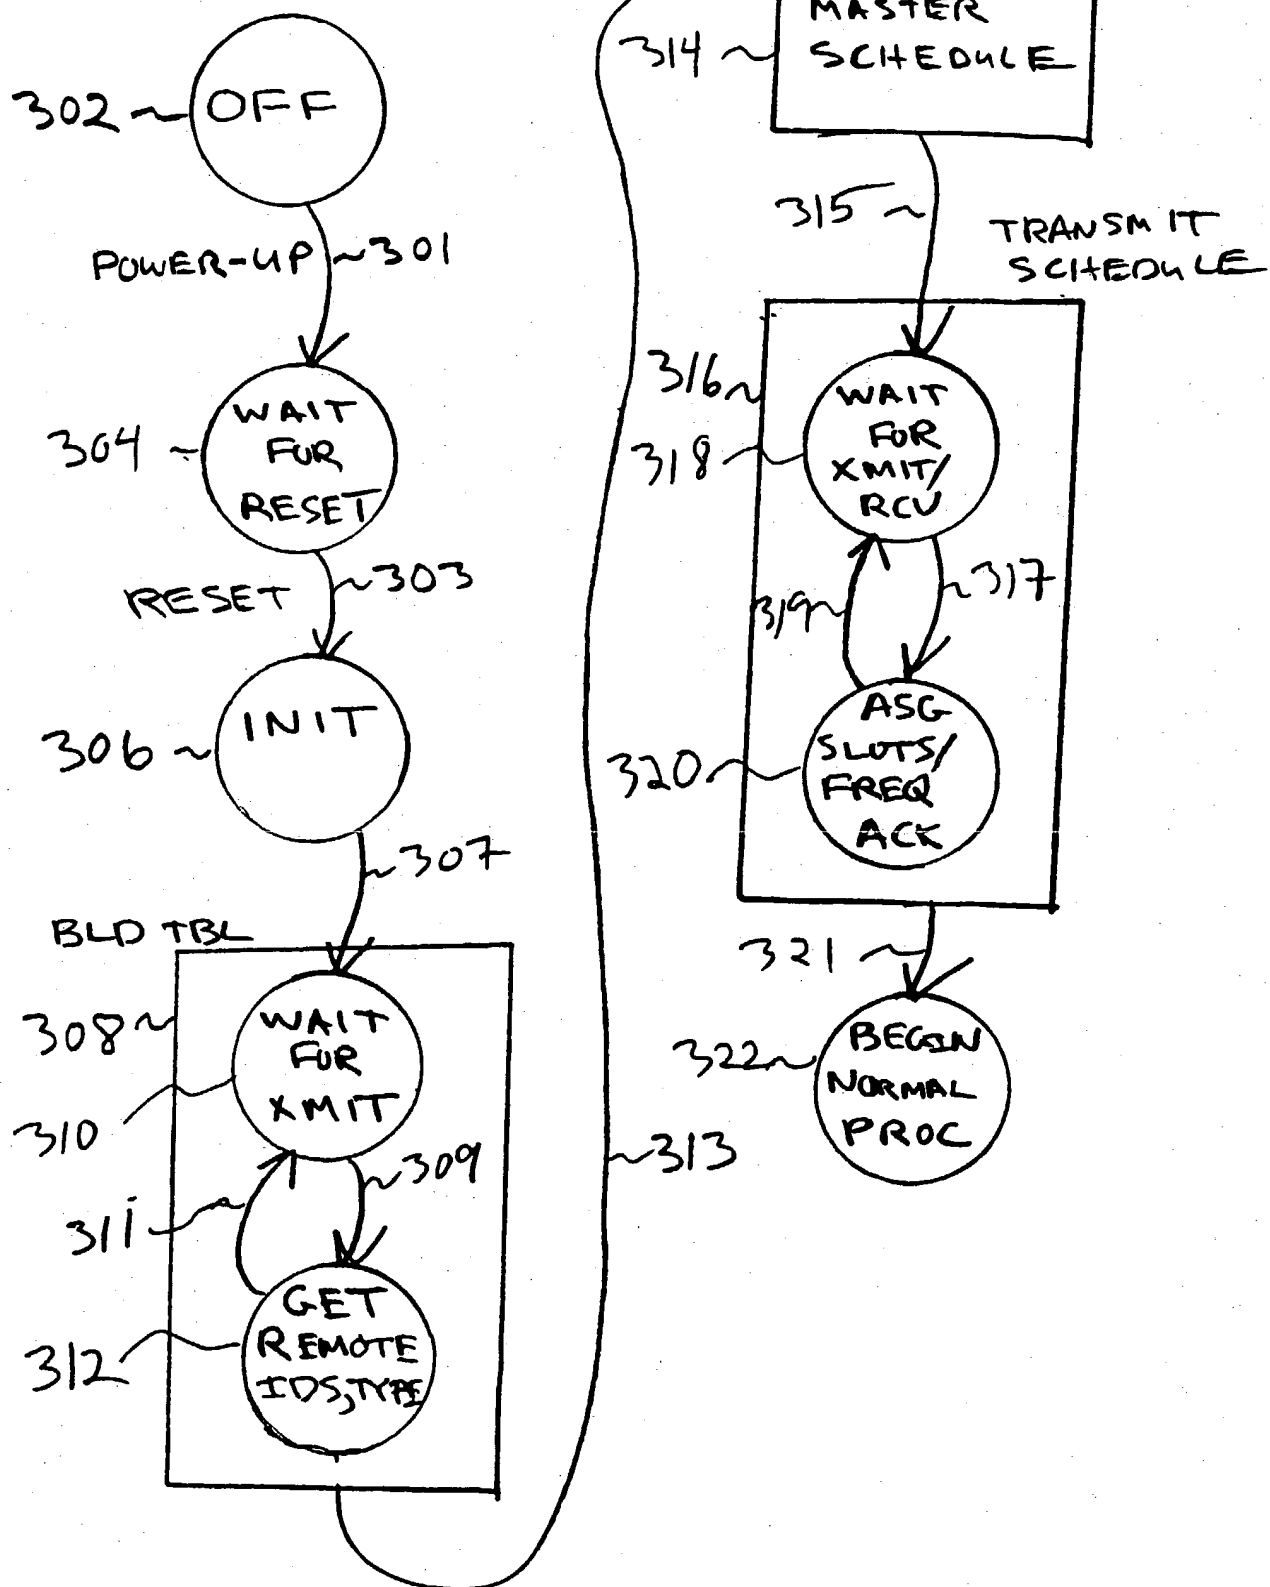 302
OFF
POWER-UP
301
304
WAIT
FOR
RESET
RESET
303
306
INIT
307
BLD TBL
308
WAIT
FOR
XMIT
310
309
311
GET
REMOTE
IDS, TYPE
312
313
MASTER
SCHEDULE
314
315
TRANSMIT
SCHEDULE
316
318
WAIT
FOR
XMIT/
RCV
319
317
320
ASG
SLOTS/
FREQ
ACK
321
322
BEGIN
NORMAL
PROC